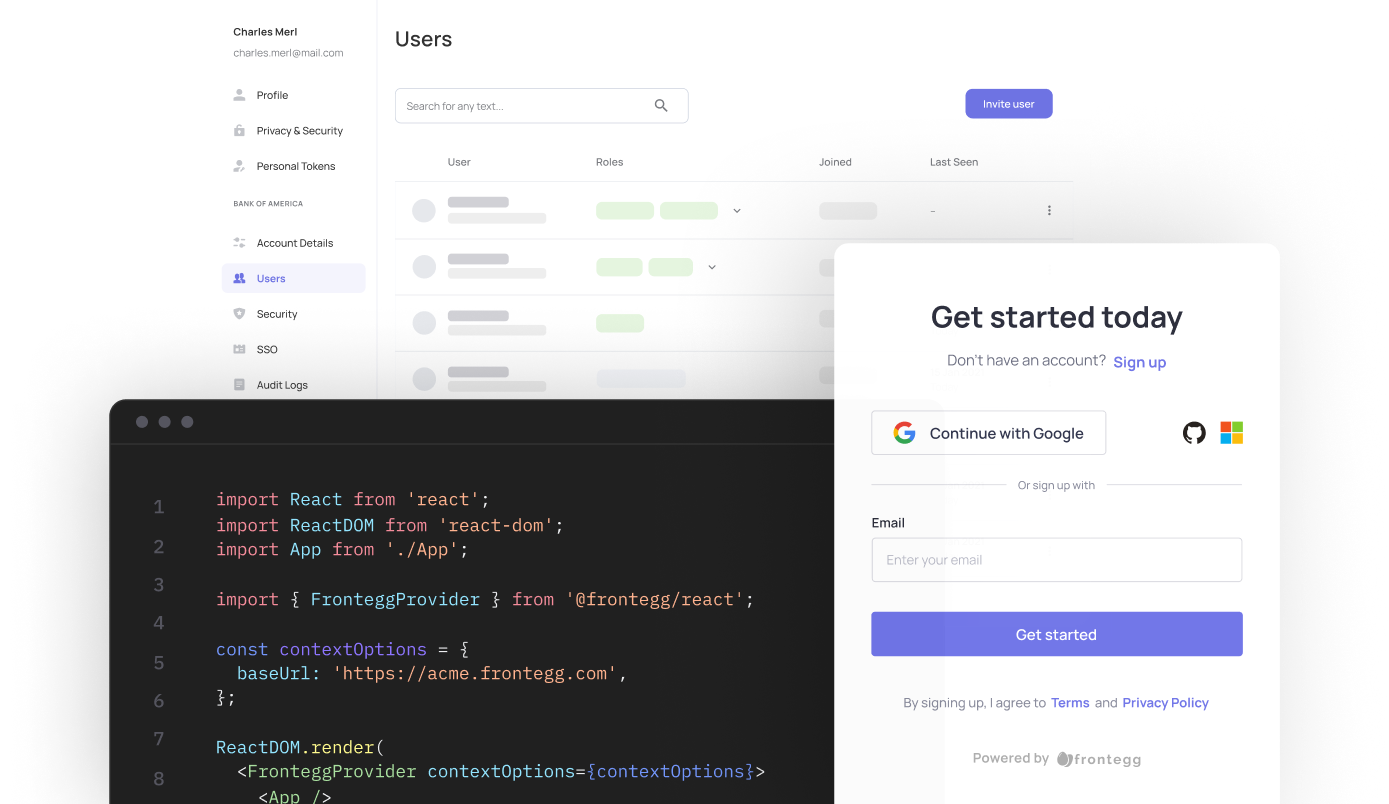 Charles Merl
charles.merl@mail.com
Profile
Privacy & Security
Personal Tokens
BANK OF AMERICA
Account Details
Users
Security
SSO
Audit Logs
Users
Search for any text...
Invite user
User Roles Joined Last Seen
–
1
2
3
4
5
6
7
8
import React from 'react';
import ReactDOM from 'react-dom';
import App from './App';
import { FronteggProvider } from '@frontegg/react';
const contextOptions = {
baseUrl: 'https://acme.frontegg.com',
};
ReactDOM.render(
<FronteggProvider contextOptions={contextOptions}>
<App />
Get started today
Don't have an account? Sign up
Continue with Google
Or sign up with
Email
Enter your email
Get started
By signing up, I agree to Terms and Privacy Policy
Powered by frontegg